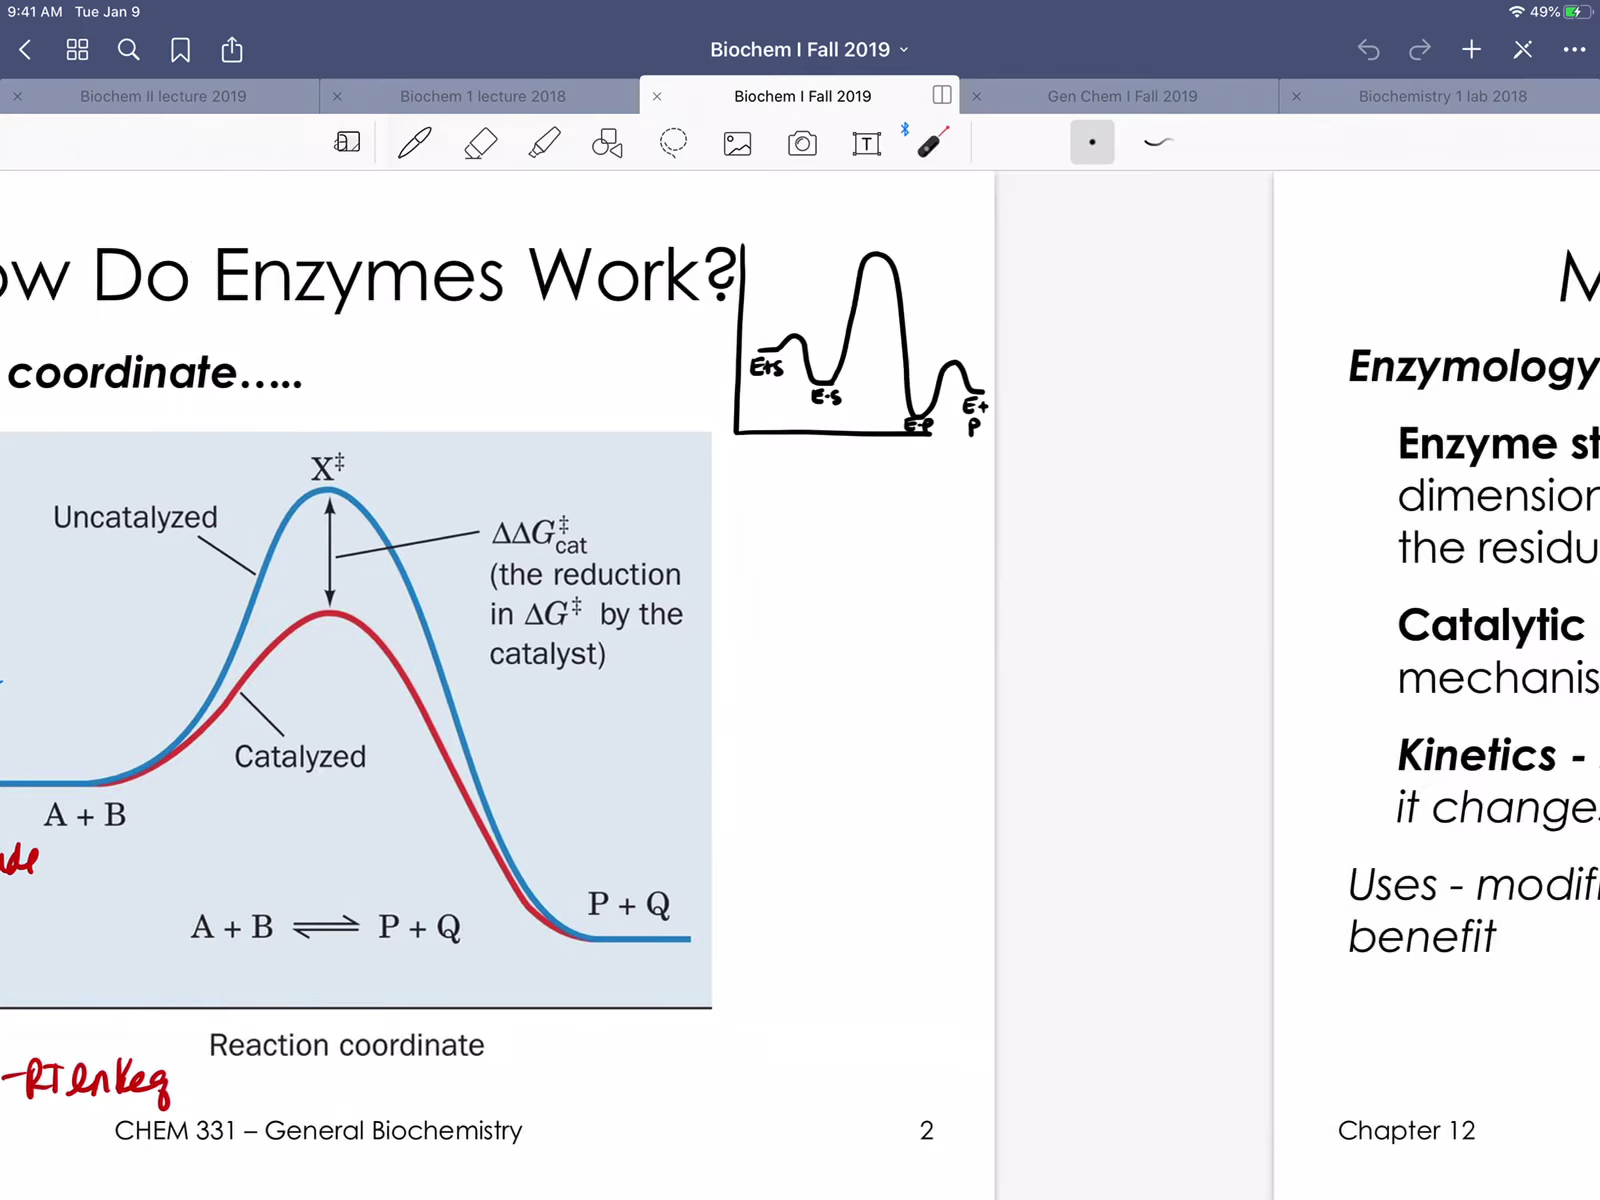 9:41 AM Tue Jan 9
49%
Biochem I Fall 2019
Biochem II lecture 2019
Biochem 1 lecture 2018
Biochem I Fall 2019
Gen Chem I Fall 2019
Biochemistry 1 lab 2018
a
T
ow Do Enzymes Work?
coordinate.....
E+S
E-S
E-P
E+
P
X‡
Uncatalyzed
ΔΔG‡cat
(the reduction
in ΔG‡ by the
catalyst)
Catalyzed
A + B
P + Q
A + B ⇌ P + Q
Reaction coordinate
-RTlnKeq
CHEM 331 – General Biochemistry
2
M
Enzymology
Enzyme st
dimension
the residu
Catalytic
mechanis
Kinetics -
it change
Uses - modif
benefit
Chapter 12